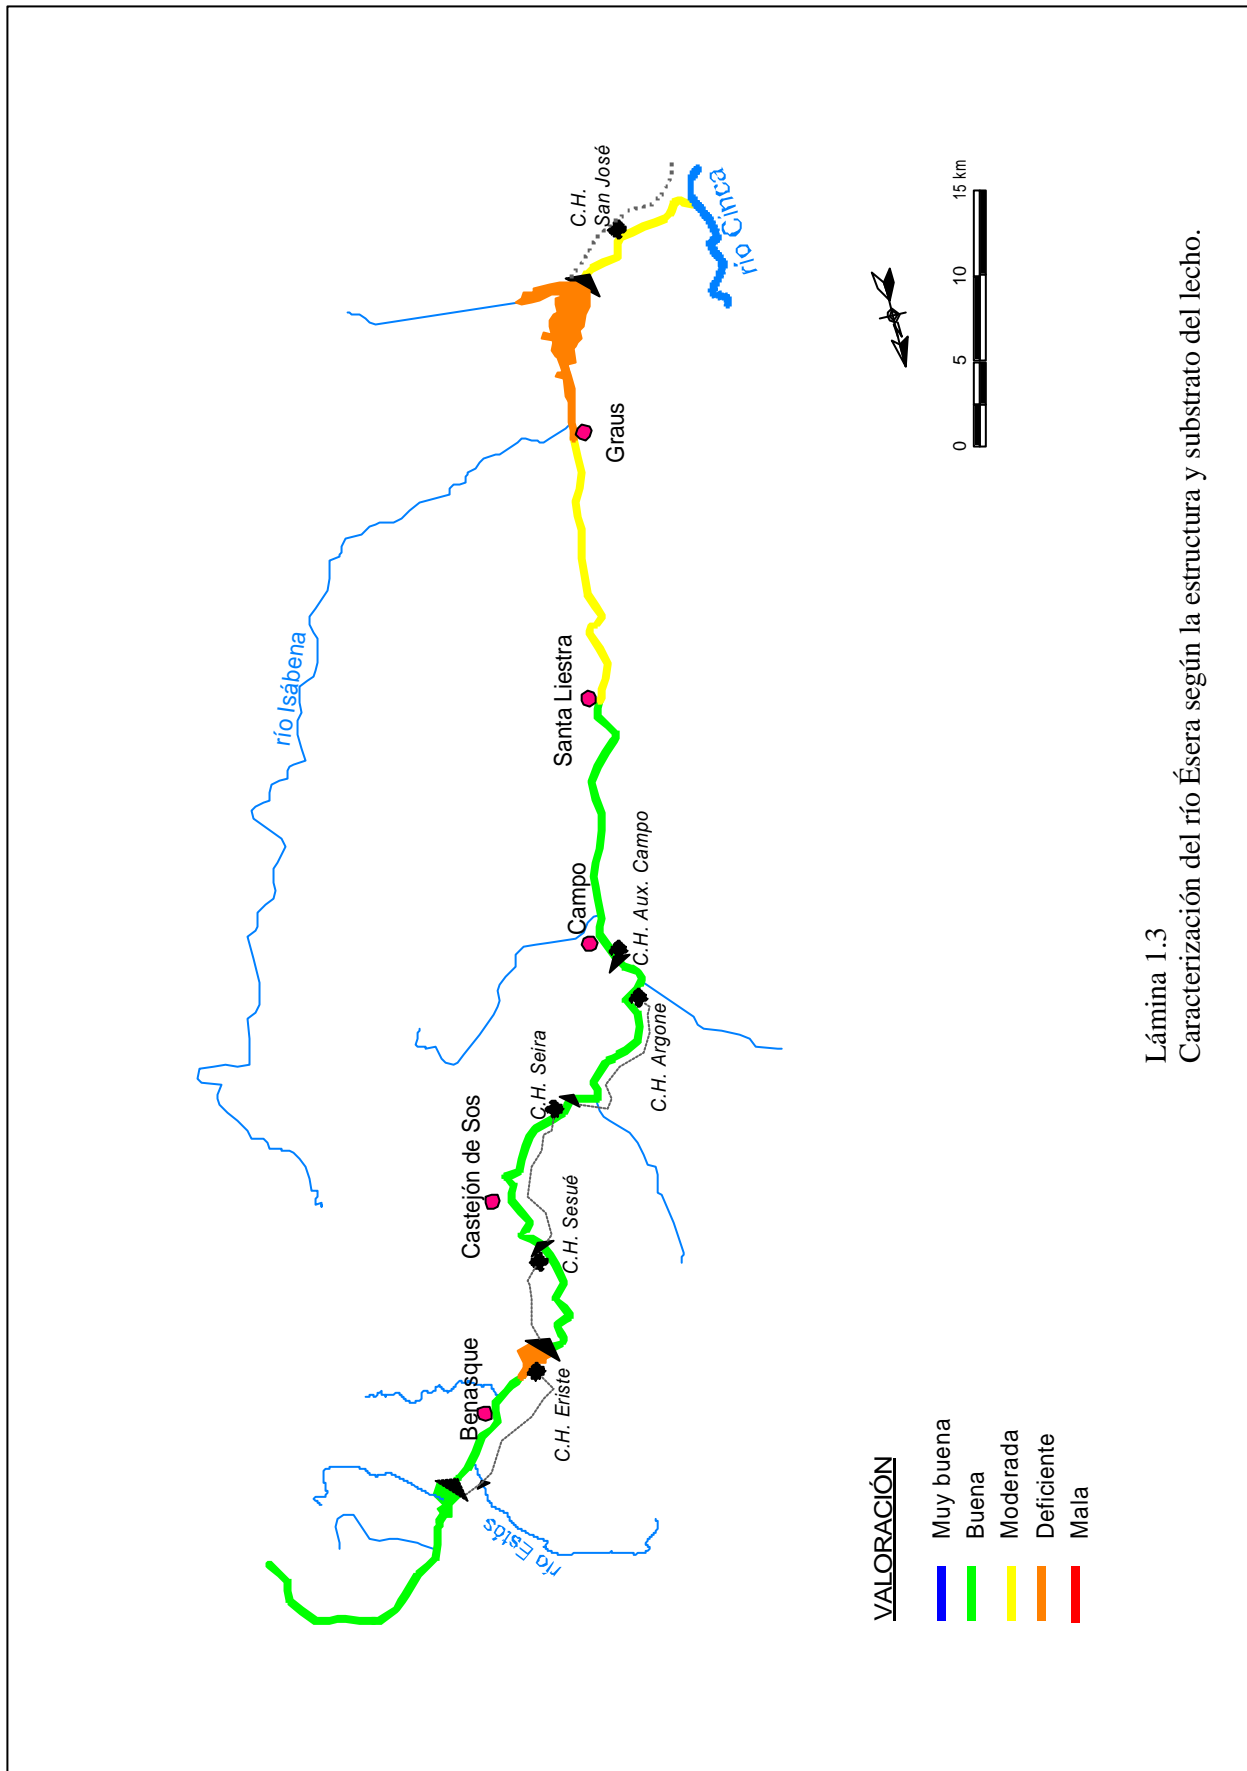 río Isábena
Benasque
C.H. Eriste
río Estós
Castejón de Sos
C.H. Sesué
C.H. Seira
C.H. Argone
Campo
C.H. Aux. Campo
Santa Liestra
Graus
C.H.
San José
río Cinca
VALORACIÓN
Muy buena
Buena
Moderada
Deficiente
Mala
0 5 10 15 km
Lámina 1.3
Caracterización del río Ésera según la estructura y substrato del lecho.